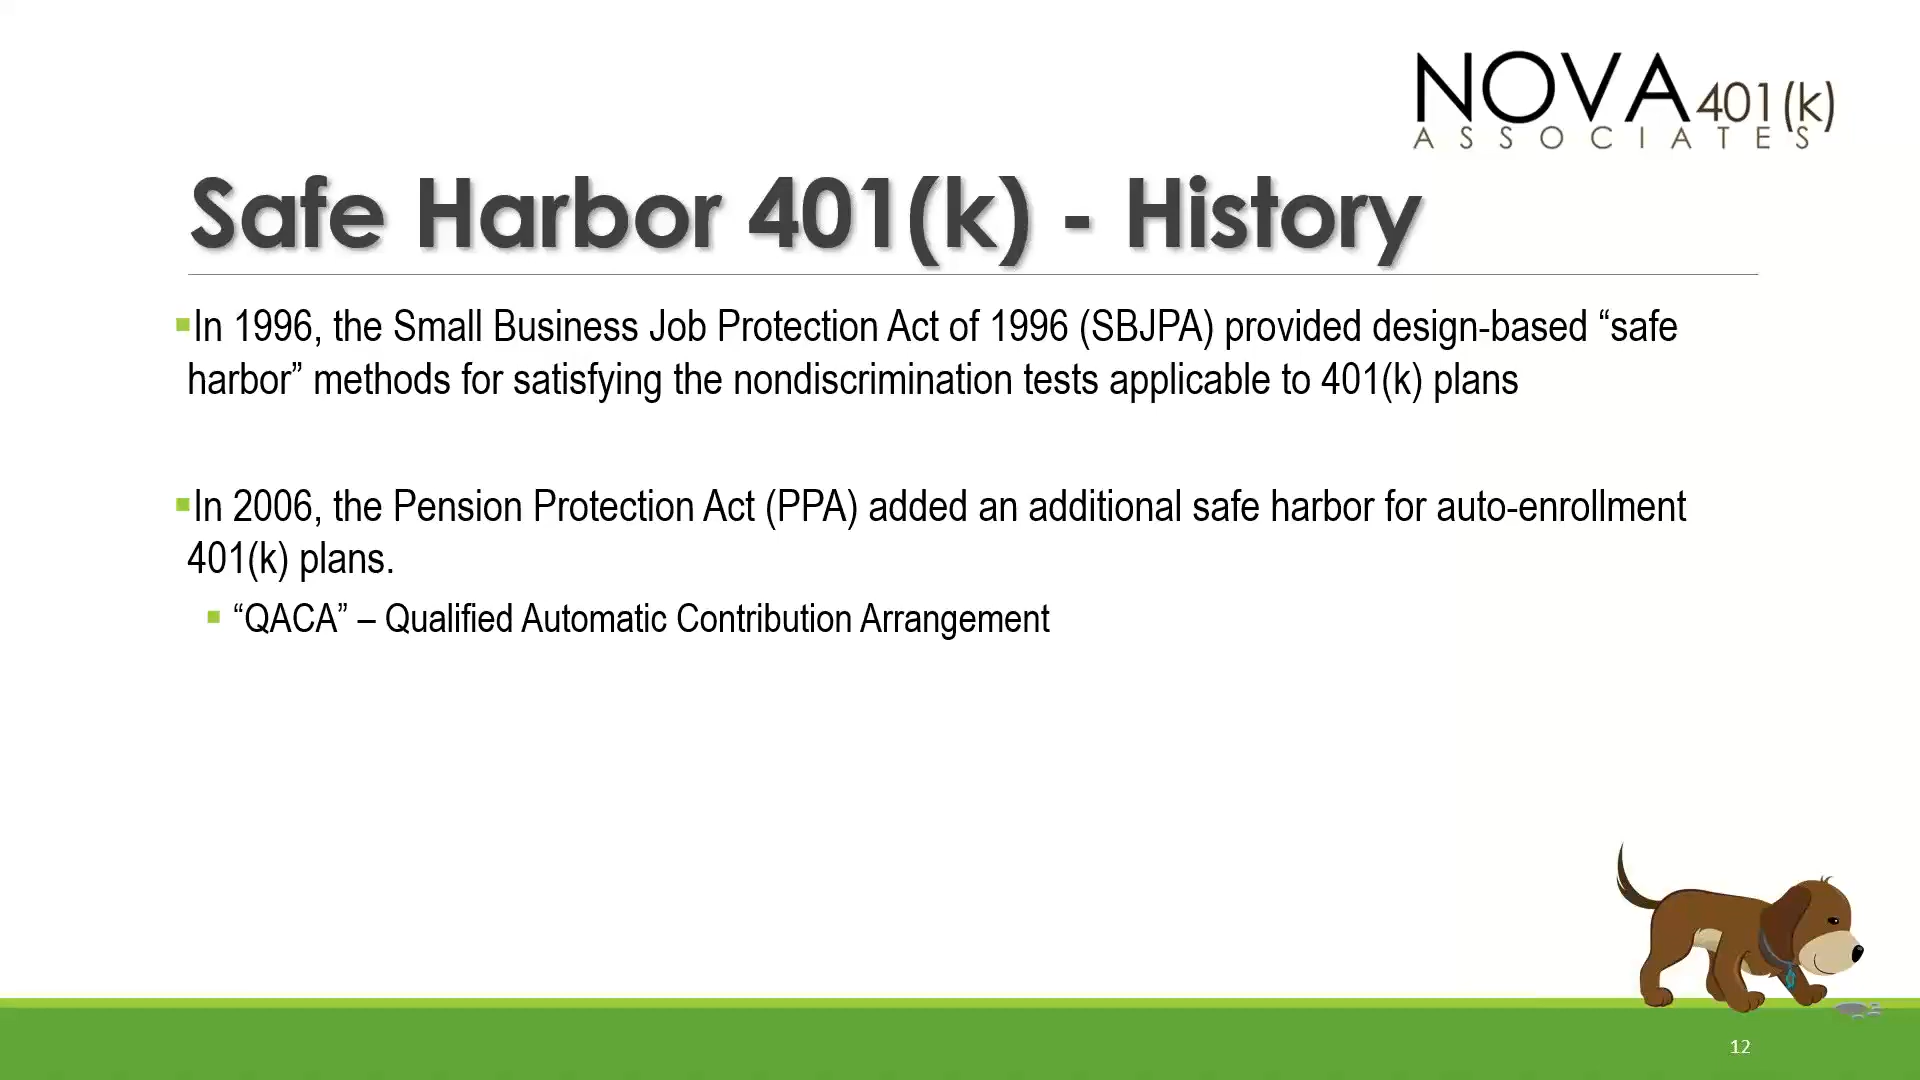 NOVA 401(k)
ASSOCIATES
Safe Harbor 401(k) - History
▪In 1996, the Small Business Job Protection Act of 1996 (SBJPA) provided design-based “safe
harbor” methods for satisfying the nondiscrimination tests applicable to 401(k) plans
▪In 2006, the Pension Protection Act (PPA) added an additional safe harbor for auto-enrollment
401(k) plans.
▪ “QACA” – Qualified Automatic Contribution Arrangement
12